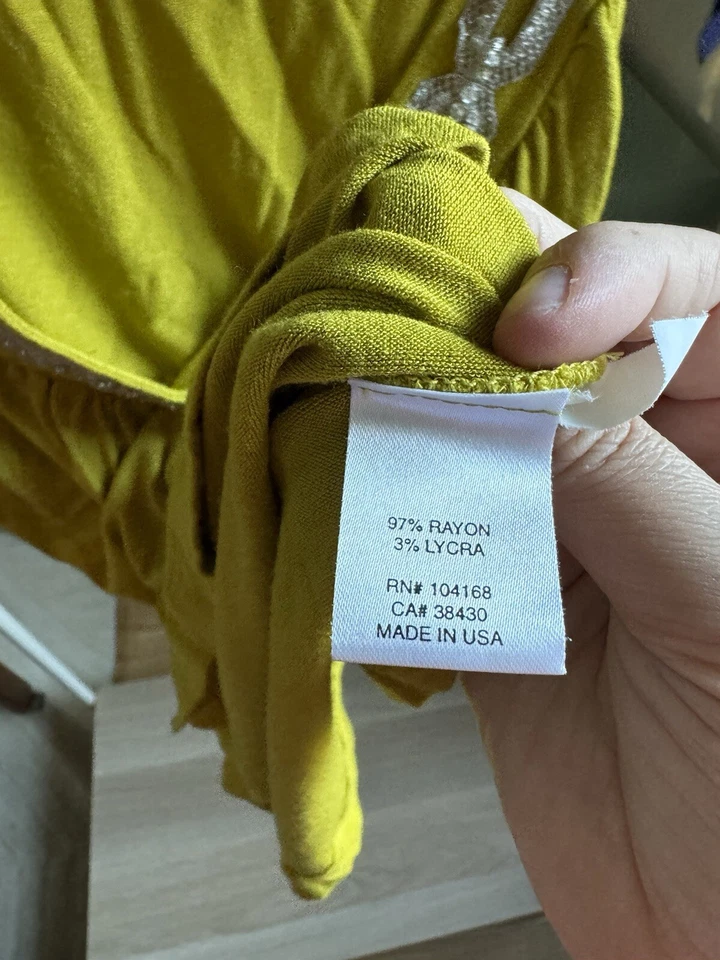 97% RAYON
3% LYCRA
RN# 104168
CA# 38430
MADE IN USA